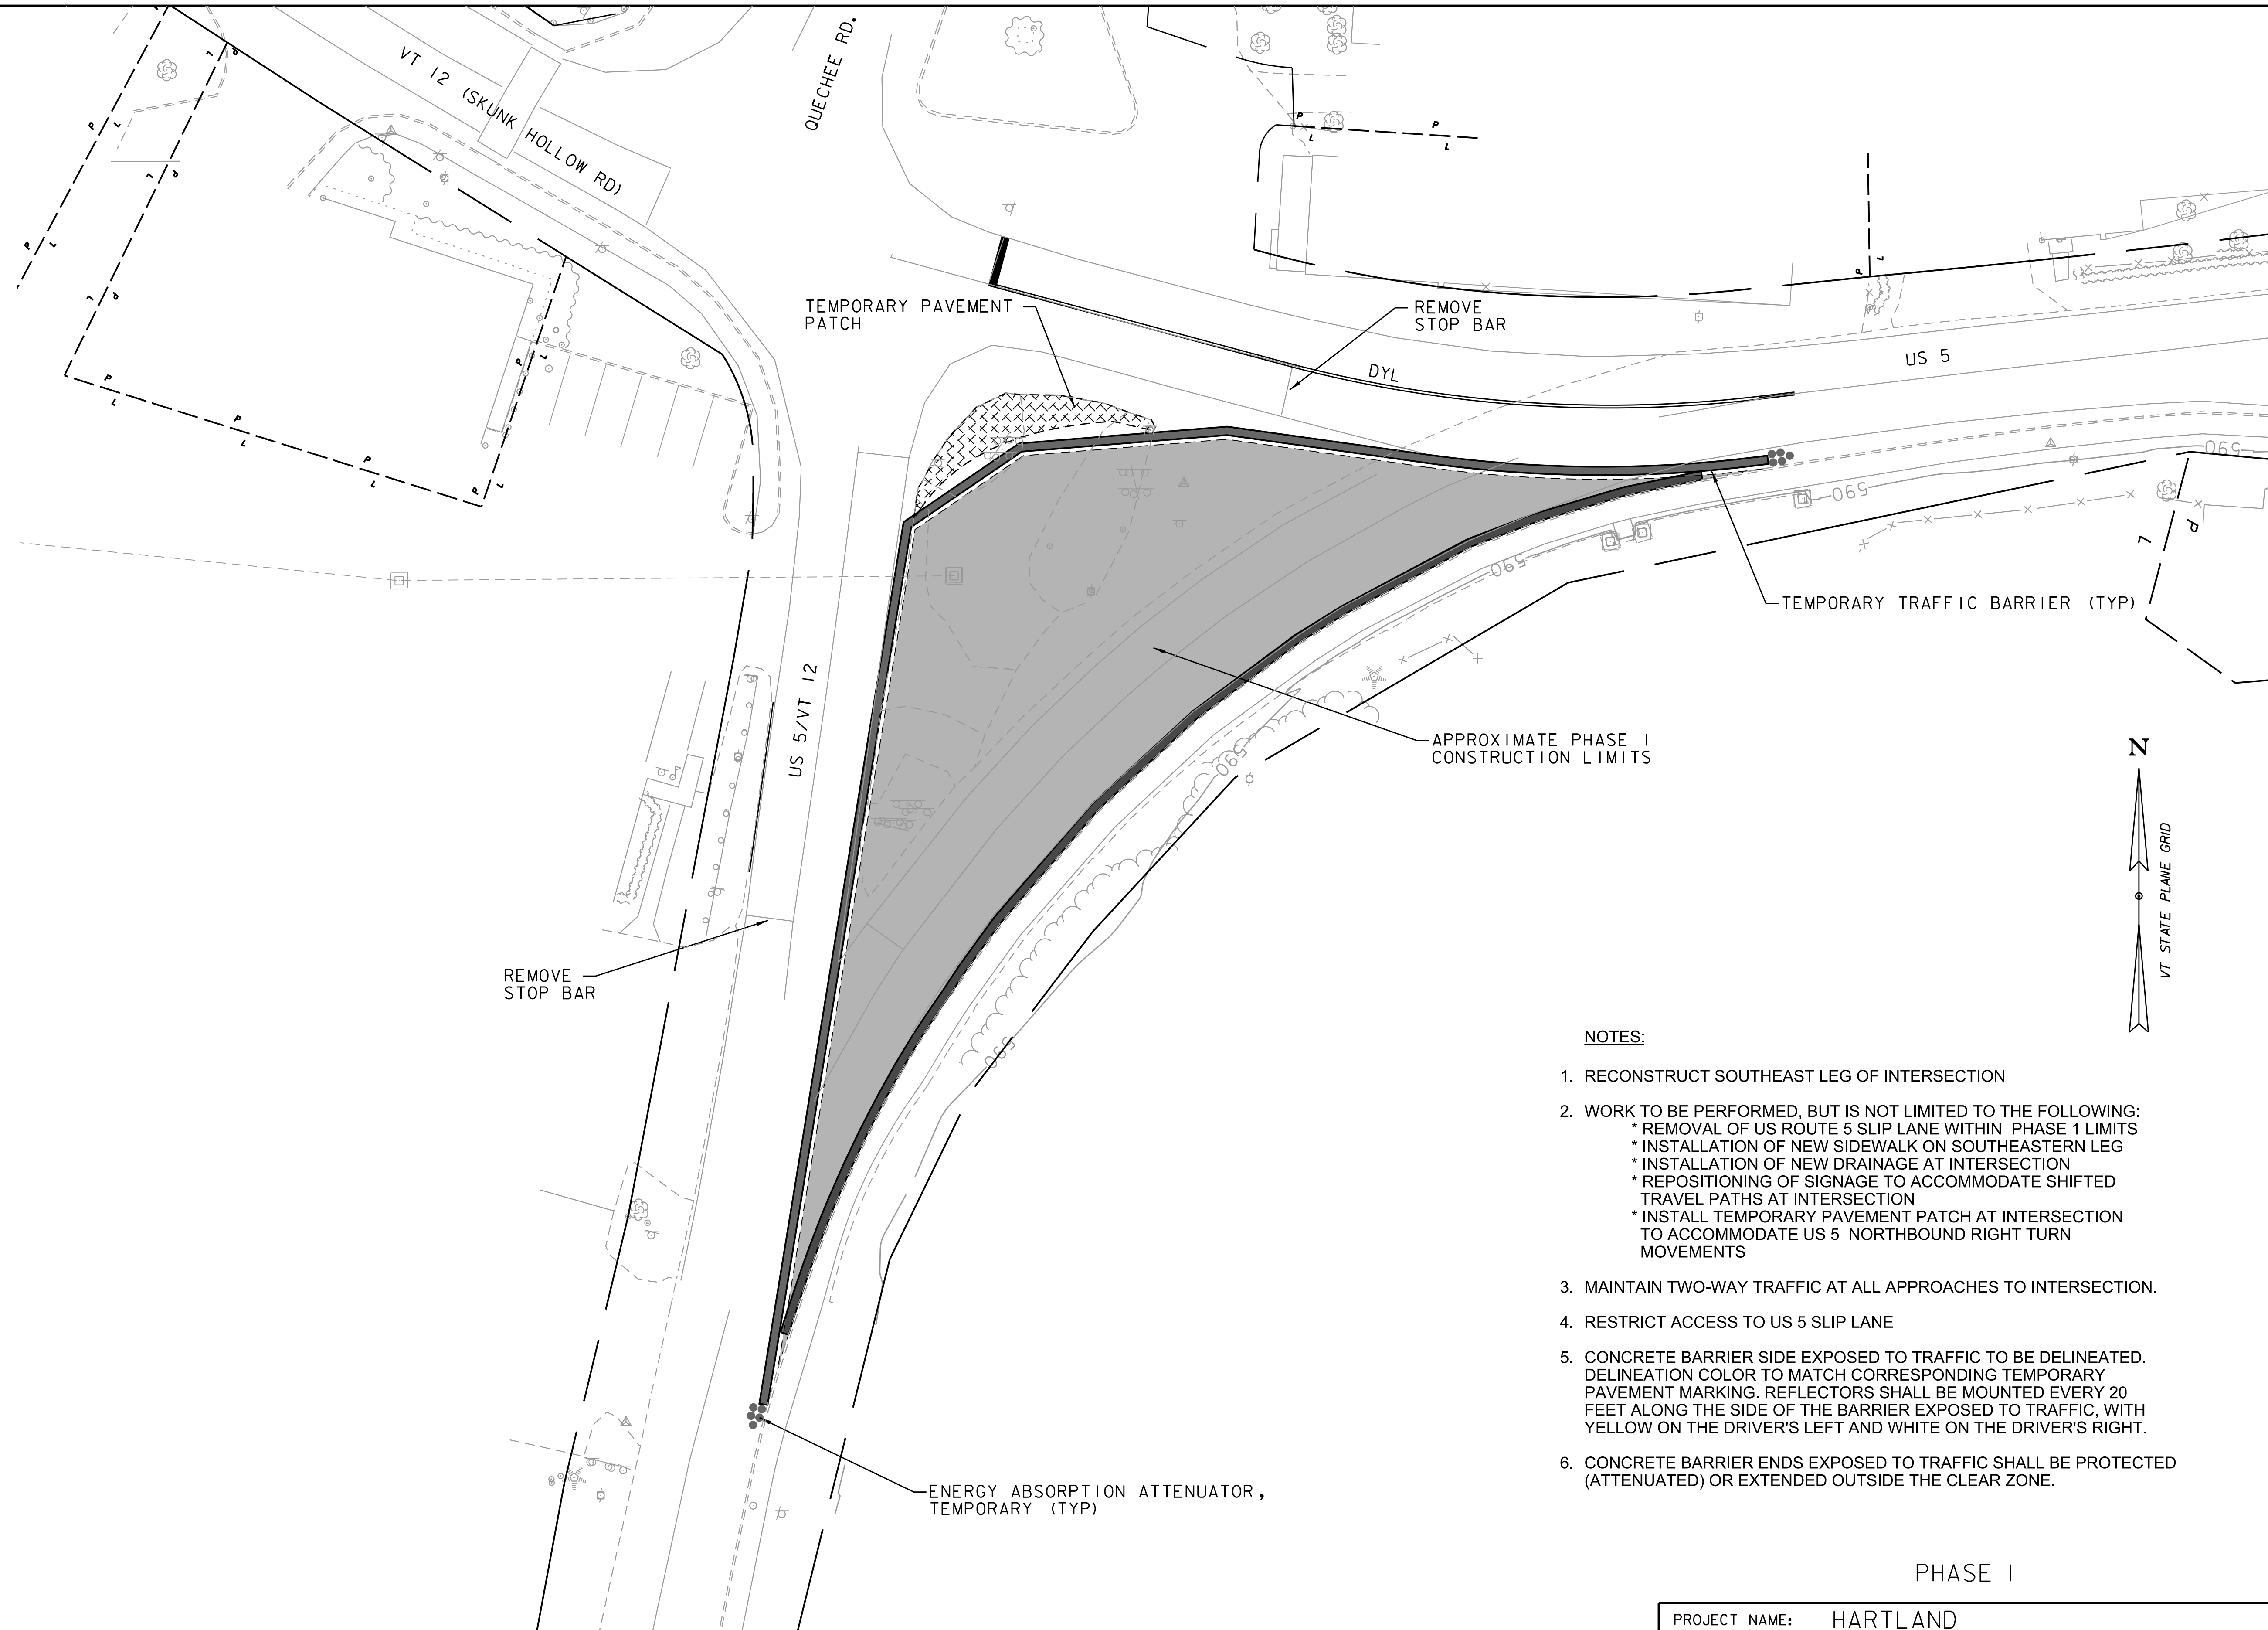 VT 12 (SKUNK HOLLOW RD)
QUECHEE RD.
TEMPORARY PAVEMENT
PATCH
REMOVE
STOP BAR
DYL
US 5
590
590
590
590
590
TEMPORARY TRAFFIC BARRIER (TYP)
US 5/VT 12
APPROXIMATE PHASE 1
CONSTRUCTION LIMITS
REMOVE
STOP BAR
N
VT STATE PLANE GRID
ENERGY ABSORPTION ATTENUATOR,
TEMPORARY (TYP)
NOTES:
1. RECONSTRUCT SOUTHEAST LEG OF INTERSECTION
2. WORK TO BE PERFORMED, BUT IS NOT LIMITED TO THE FOLLOWING:
* REMOVAL OF US ROUTE 5 SLIP LANE WITHIN PHASE 1 LIMITS
* INSTALLATION OF NEW SIDEWALK ON SOUTHEASTERN LEG
* INSTALLATION OF NEW DRAINAGE AT INTERSECTION
* REPOSITIONING OF SIGNAGE TO ACCOMMODATE SHIFTED
TRAVEL PATHS AT INTERSECTION
* INSTALL TEMPORARY PAVEMENT PATCH AT INTERSECTION
TO ACCOMMODATE US 5 NORTHBOUND RIGHT TURN
MOVEMENTS
3. MAINTAIN TWO-WAY TRAFFIC AT ALL APPROACHES TO INTERSECTION.
4. RESTRICT ACCESS TO US 5 SLIP LANE
5. CONCRETE BARRIER SIDE EXPOSED TO TRAFFIC TO BE DELINEATED.
DELINEATION COLOR TO MATCH CORRESPONDING TEMPORARY
PAVEMENT MARKING. REFLECTORS SHALL BE MOUNTED EVERY 20
FEET ALONG THE SIDE OF THE BARRIER EXPOSED TO TRAFFIC, WITH
YELLOW ON THE DRIVER'S LEFT AND WHITE ON THE DRIVER'S RIGHT.
6. CONCRETE BARRIER ENDS EXPOSED TO TRAFFIC SHALL BE PROTECTED
(ATTENUATED) OR EXTENDED OUTSIDE THE CLEAR ZONE.
PHASE 1
PROJECT NAME: HARTLAND